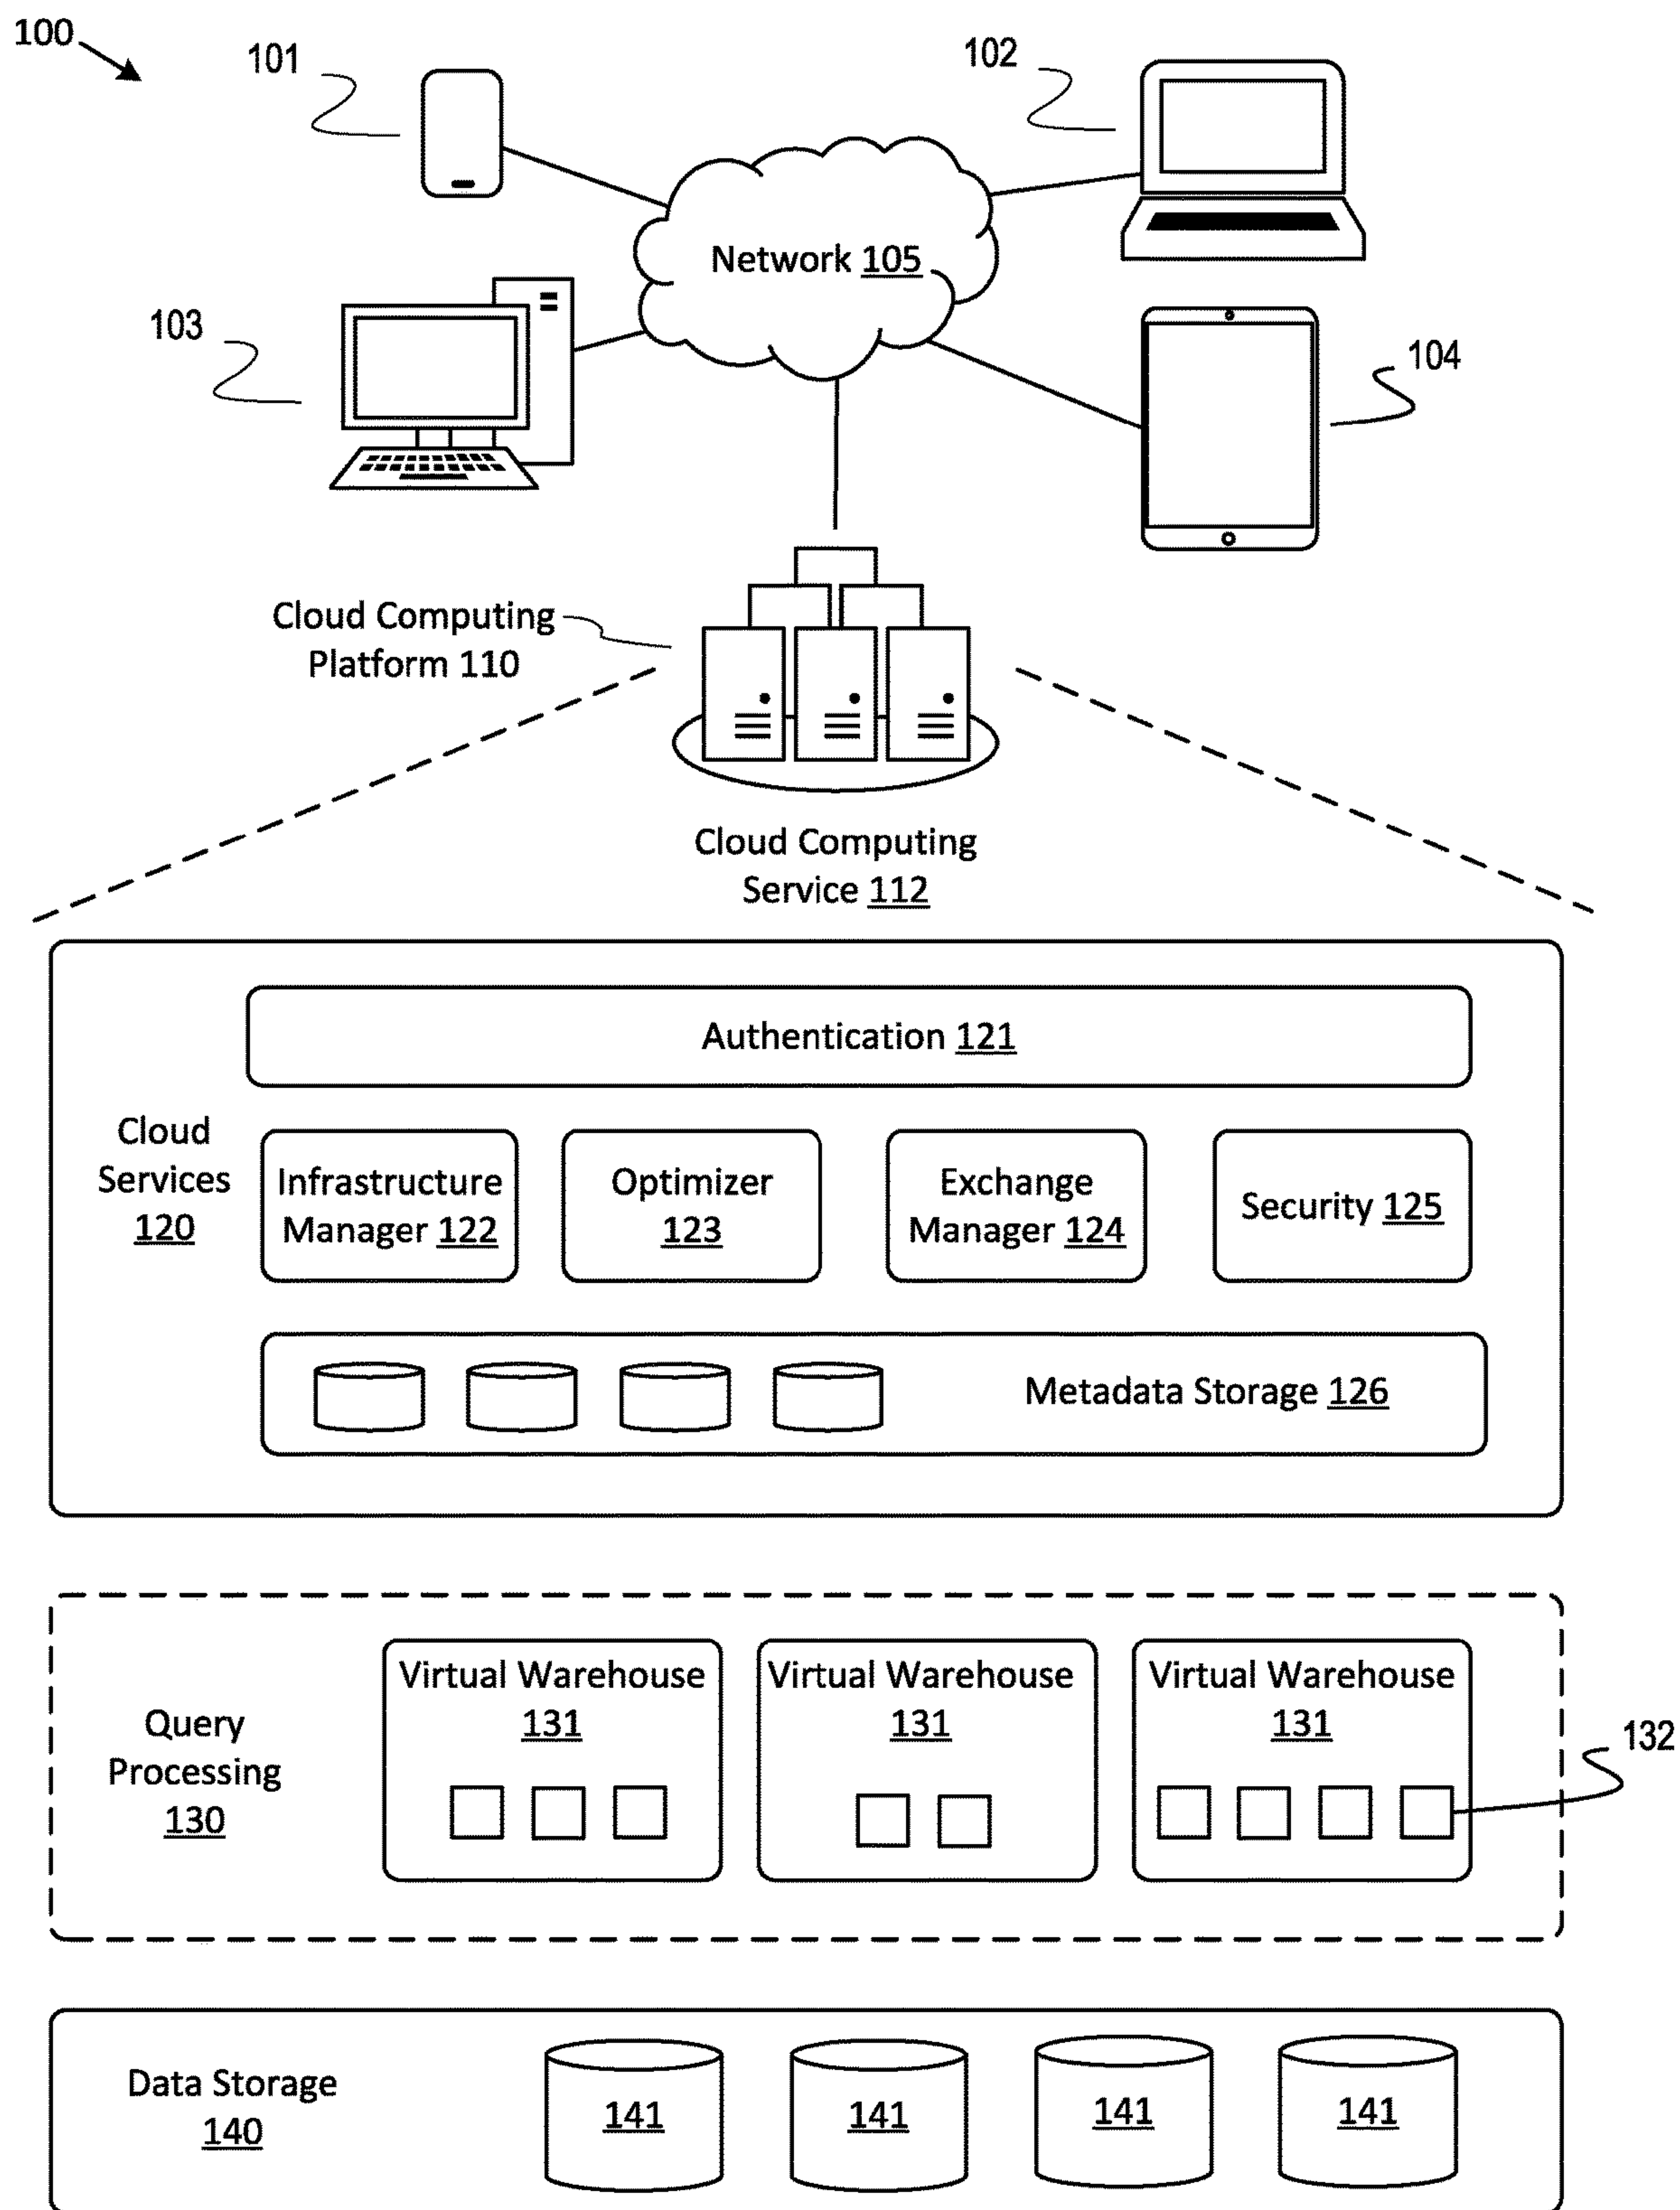 100
101
102
Network 105
103
104
Cloud Computing
Platform 110
Cloud Computing
Service 112
Authentication 121
Cloud
Services
120
Infrastructure
Manager 122
Optimizer
123
Exchange
Manager 124
Security 125
Metadata Storage 126
Virtual Warehouse
131
Virtual Warehouse
131
Virtual Warehouse
131
132
Query
Processing
130
Data Storage
140
141
141
141
141